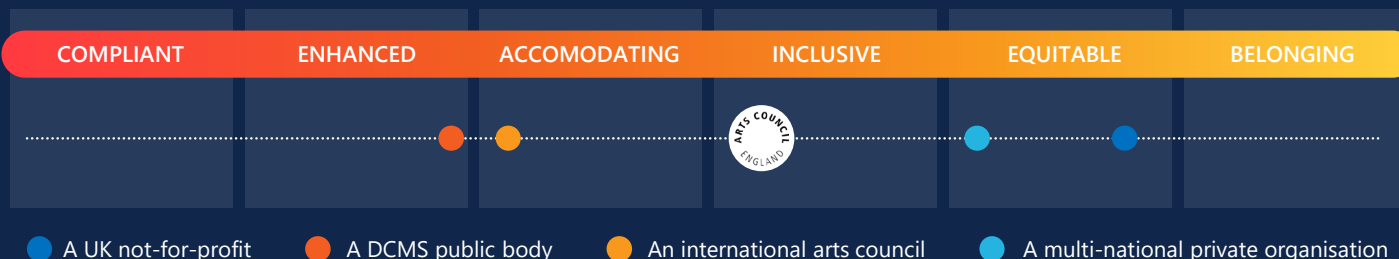 COMPLIANT ENHANCED ACCOMODATING INCLUSIVE EQUITABLE BELONGING
ARTS COUNCIL
ENGLAND
A UK not-for-profit A DCMS public body An international arts council A multi-national private organisation